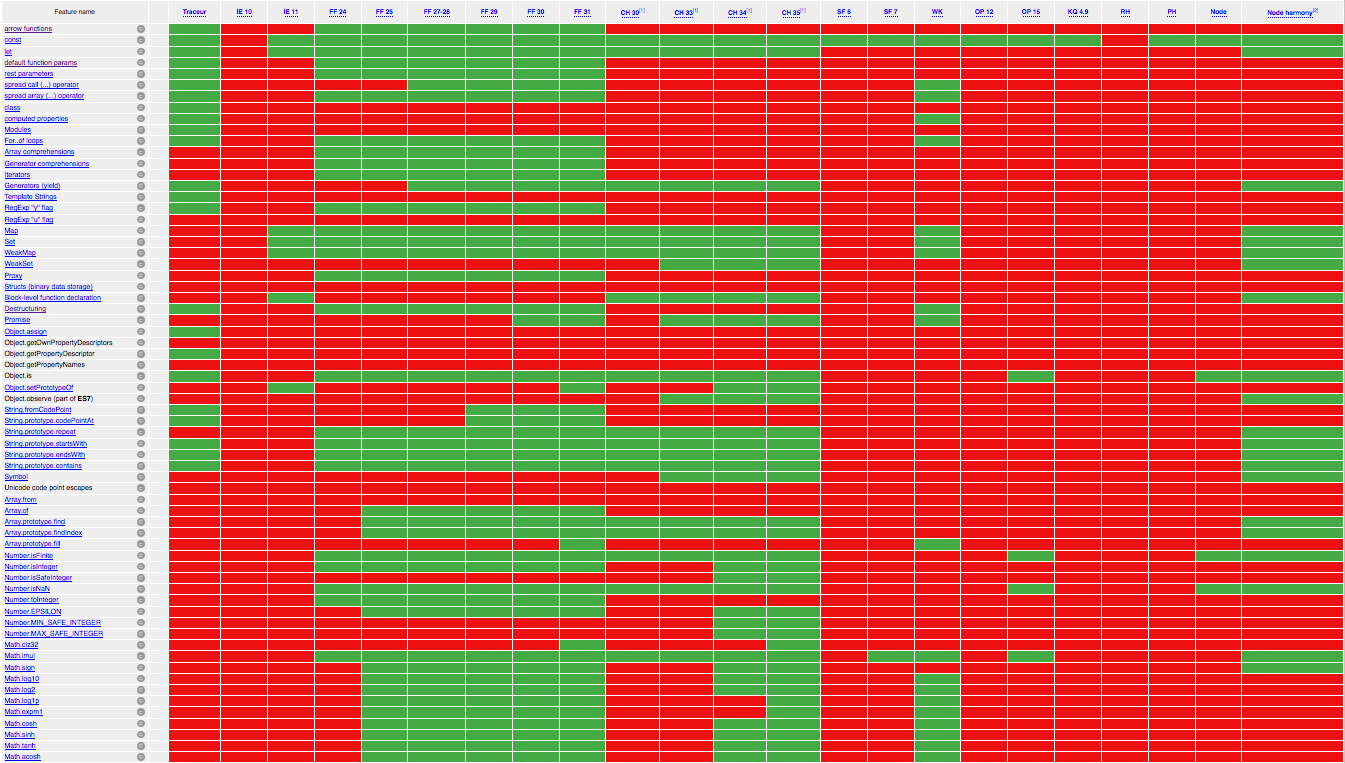 Feature name Traceur IE 10 IE 11 FF 24 FF 25 FF 27-28 FF 29 FF 30 FF 31 CH 30[1] CH 33[1] CH 34[1] CH 35[1] SF 6 SF 7 WK OP 12 OP 15 KQ 4.9 RH PH Node Node harmony[2]
arrow functions
const
let
default function params
rest parameters
spread call (...) operator
spread array (...) operator
class
computed properties
Modules
For..of loops
Array comprehensions
Generator comprehensions
Iterators
Generators (yield)
Template Strings
RegExp "y" flag
RegExp "u" flag
Map
Set
WeakMap
WeakSet
Proxy
Structs (binary data storage)
Block-level function declaration
Destructuring
Promise
Object.assign
Object.getOwnPropertyDescriptors
Object.getPropertyDescriptor
Object.getPropertyNames
Object.is
Object.setPrototypeOf
Object.observe (part of ES7)
String.fromCodePoint
String.prototype.codePointAt
String.prototype.repeat
String.prototype.startsWith
String.prototype.endsWith
String.prototype.contains
Symbol
Unicode code point escapes
Array.from
Array.of
Array.prototype.find
Array.prototype.findIndex
Array.prototype.fill
Number.isFinite
Number.isInteger
Number.isSafeInteger
Number.isNaN
Number.toInteger
Number.EPSILON
Number.MIN_SAFE_INTEGER
Number.MAX_SAFE_INTEGER
Math.clz32
Math.imul
Math.sign
Math.log10
Math.log2
Math.log1p
Math.expm1
Math.cosh
Math.sinh
Math.tanh
Math.acosh